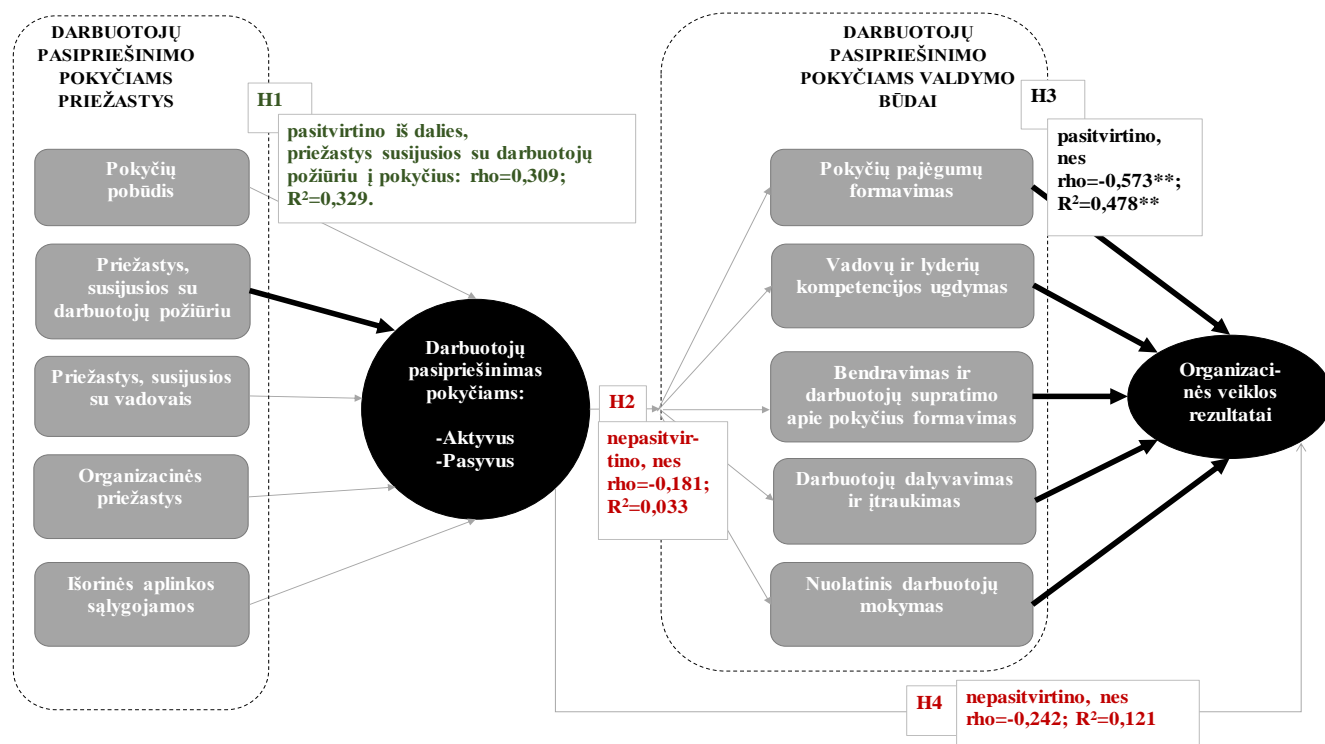 DARBUOTOJŲ
PASIPRIEŠINIMO
POKYČIAMS
PRIEŽASTYS
H1
pasitvirtino iš dalies,
priežastys susijusios su darbuotojų
požiūriu į pokyčius: rho=0,309;
R²=0,329.
Pokyčių
pobūdis
Priežastys,
susijusios su
darbuotojų požiūriu
Priežastys, susijusios
su vadovais
Organizacinės
priežastys
Išorinės aplinkos
sąlygojamos
Darbuotojų
pasipriešinimas
pokyčiams:
-Aktyvus
-Pasyvus
H2
nepasitvir-
tino, nes
rho=-0,181;
R²=0,033
DARBUOTOJŲ
PASIPRIEŠINIMO
POKYČIAMS VALDYMO
BŪDAI
H3
pasitvirtino,
nes
rho=-0,573**;
R²=0,478**
Pokyčių pajėgumų
formavimas
Vadovų ir lyderių
kompetencijos ugdymas
Bendravimas ir
darbuotojų supratimo
apie pokyčius formavimas
Darbuotojų dalyvavimas
ir įtraukimas
Nuolatinis darbuotojų
mokymas
Organizaci-
nės veiklos
rezultatai
H4
nepasitvirtino, nes
rho=-0,242; R²=0,121